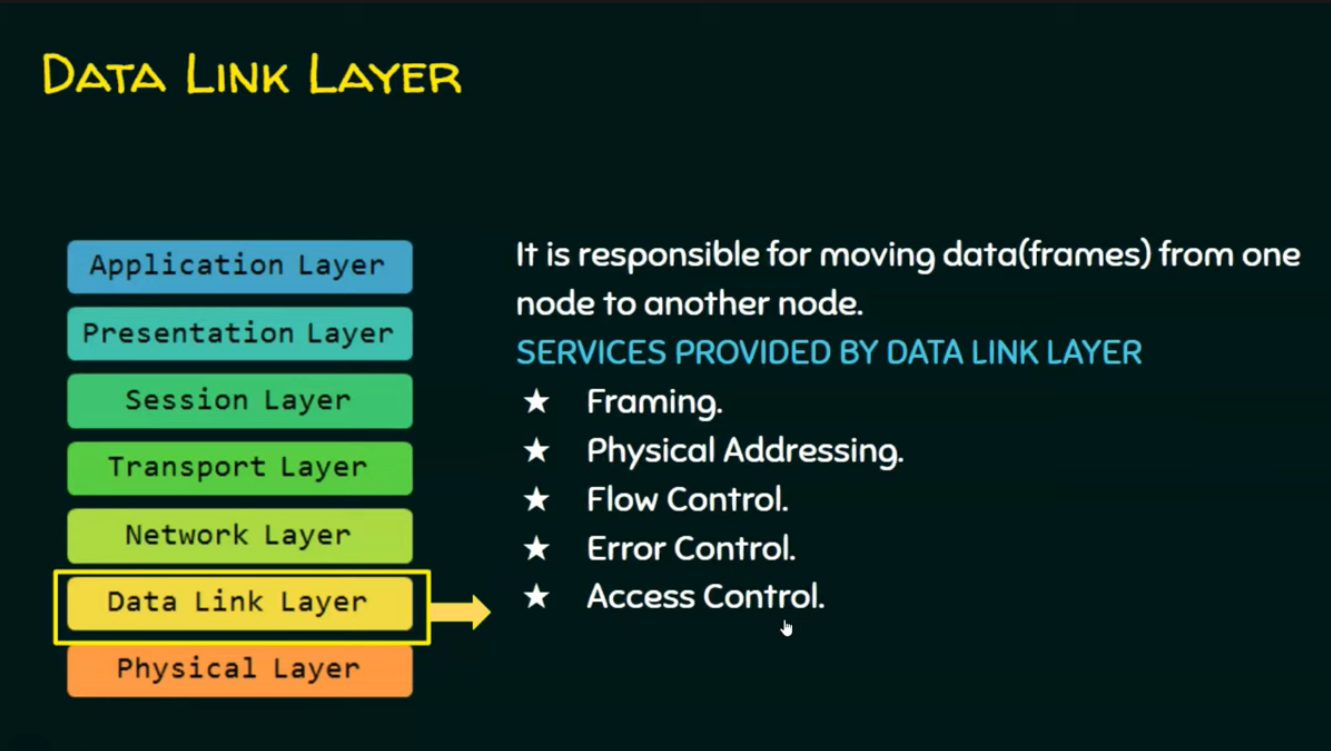 DATA LINK LAYER
Application Layer
Presentation Layer
Session Layer
Transport Layer
Network Layer
Data Link Layer
Physical Layer
It is responsible for moving data(frames) from one
node to another node.
SERVICES PROVIDED BY DATA LINK LAYER
★ Framing.
★ Physical Addressing.
★ Flow Control.
★ Error Control.
★ Access Control.